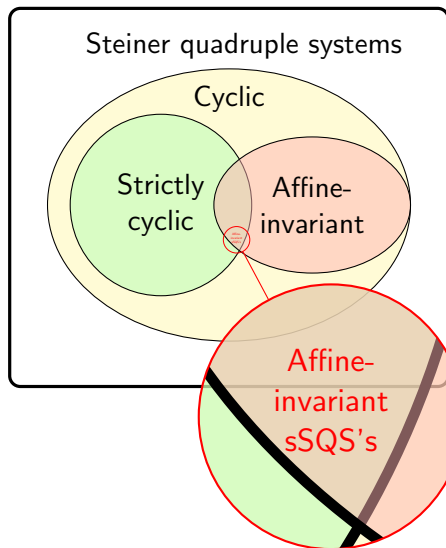 Steiner quadruple systems
Cyclic
Strictly
cyclic
Affine-
invariant
Affine-
invariant
sSQS's